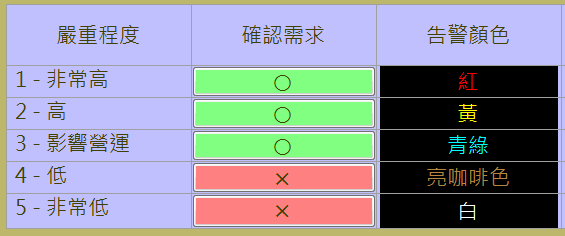 嚴重程度 確認需求 告警顏色
1 - 非常高 ○ 紅
2 - 高 ○ 黃
3 - 影響營運 ○ 青綠
4 - 低 × 亮咖啡色
5 - 非常低 × 白